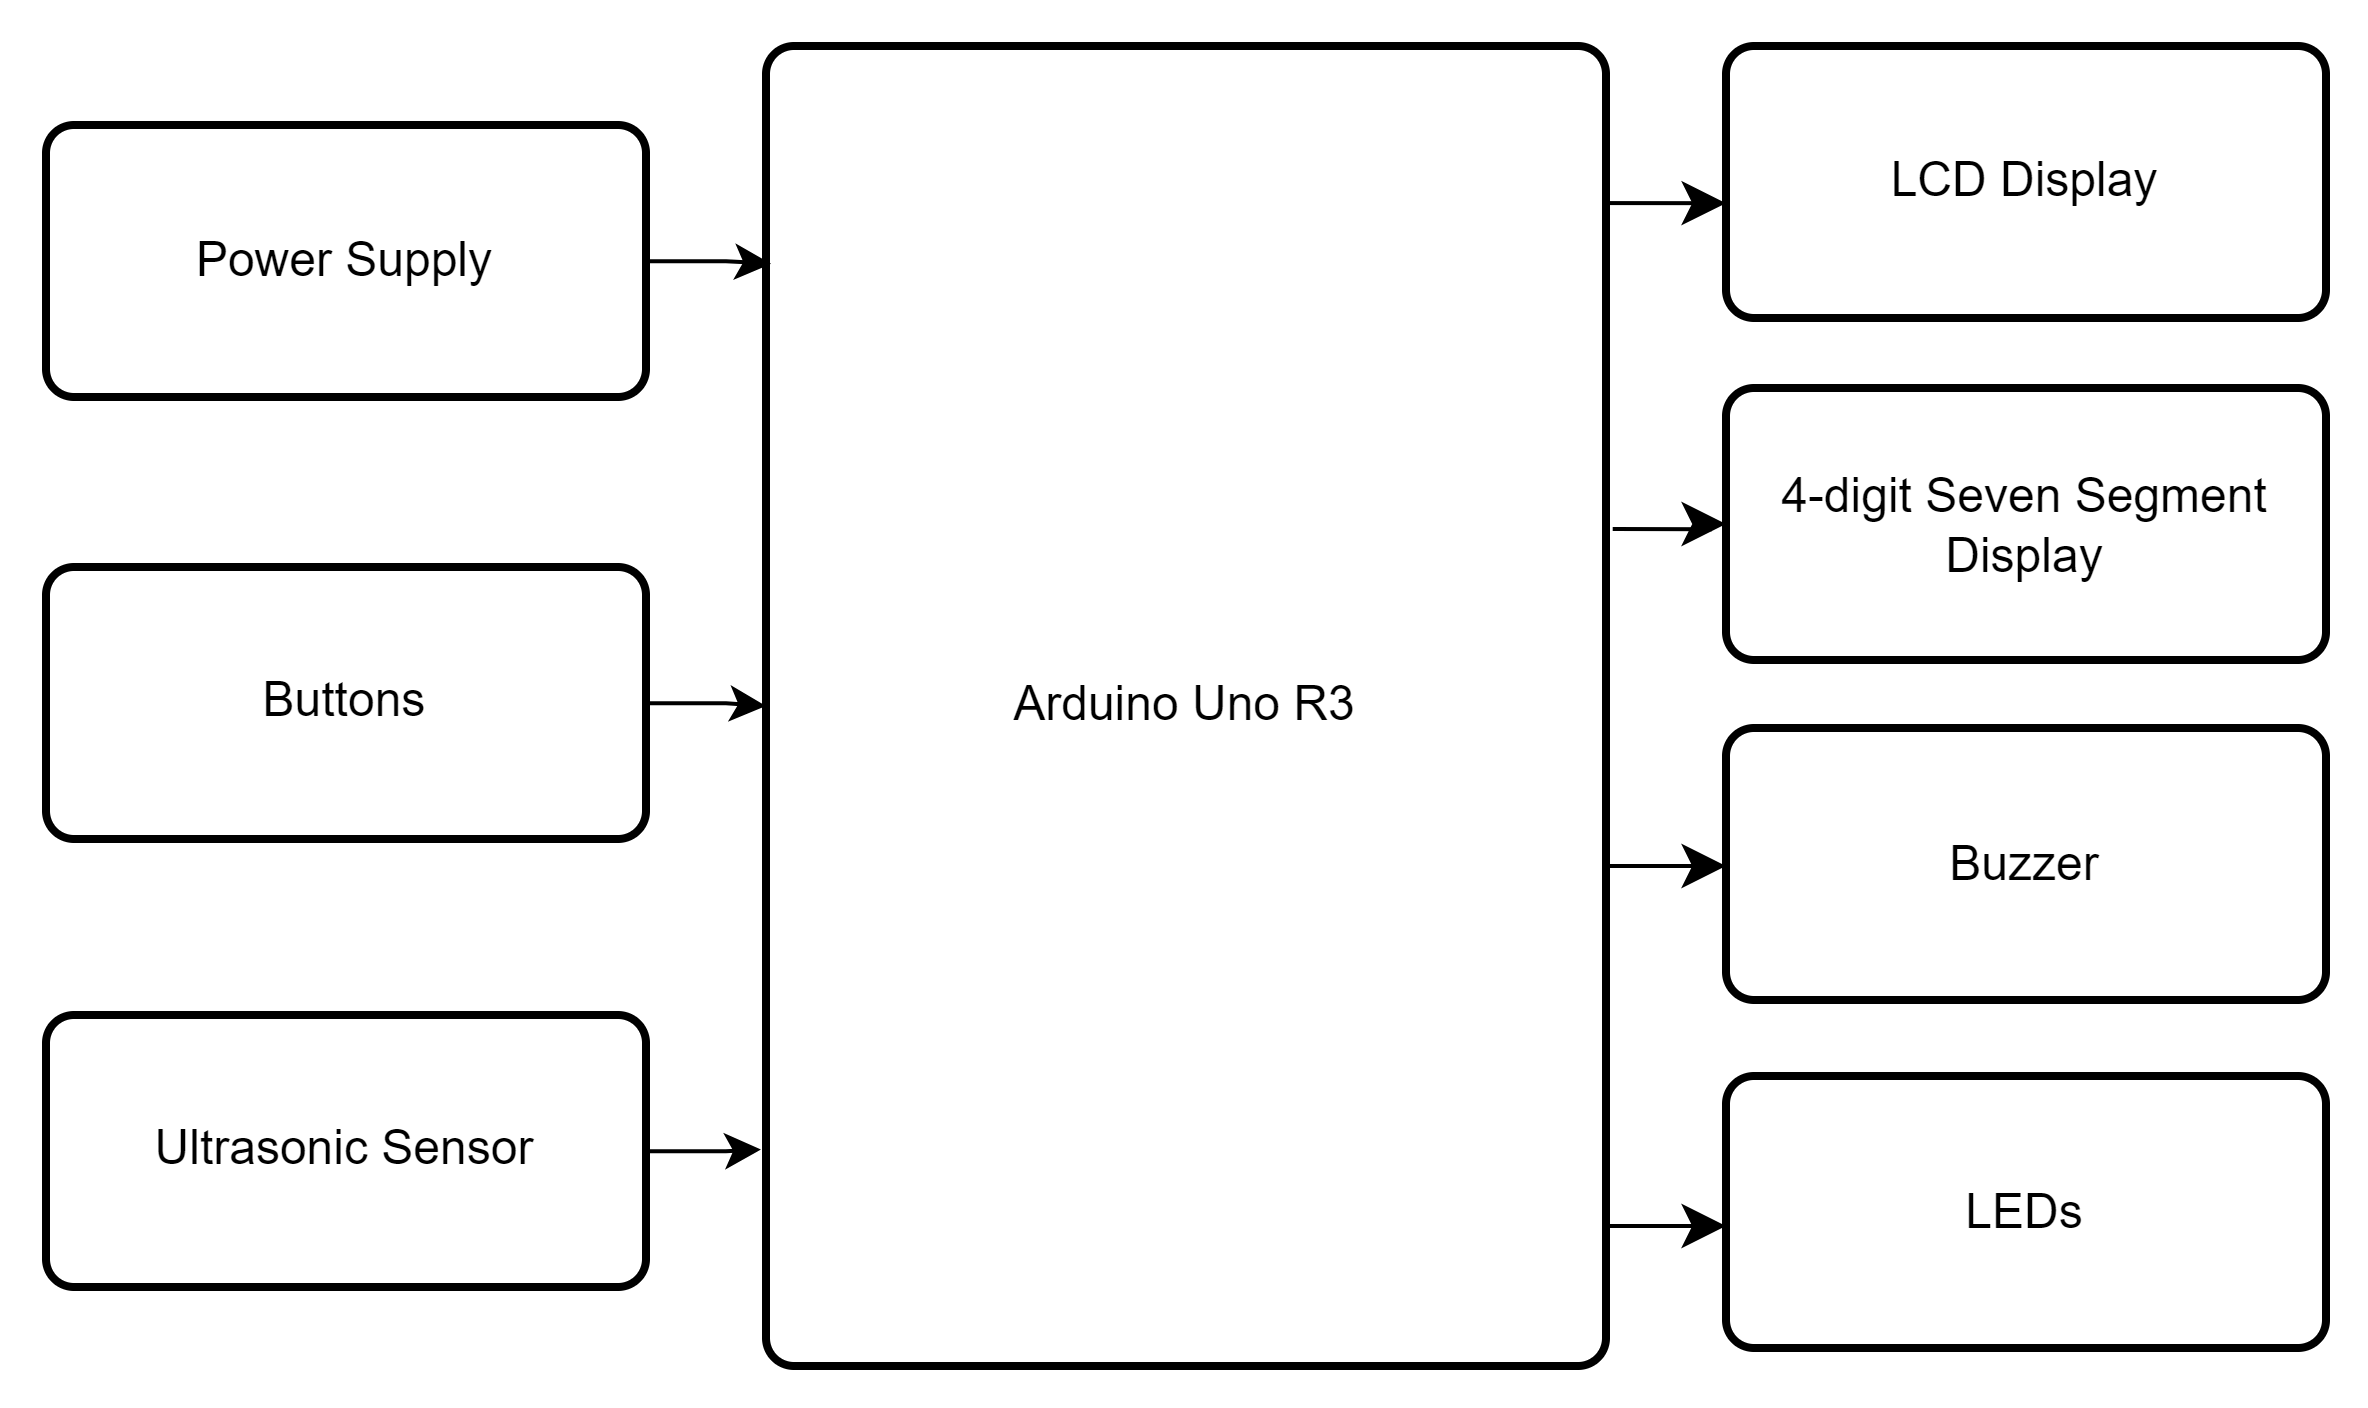 Power Supply
Buttons
Ultrasonic Sensor
Arduino Uno R3
LCD Display
4-digit Seven Segment
Display
Buzzer
LEDs